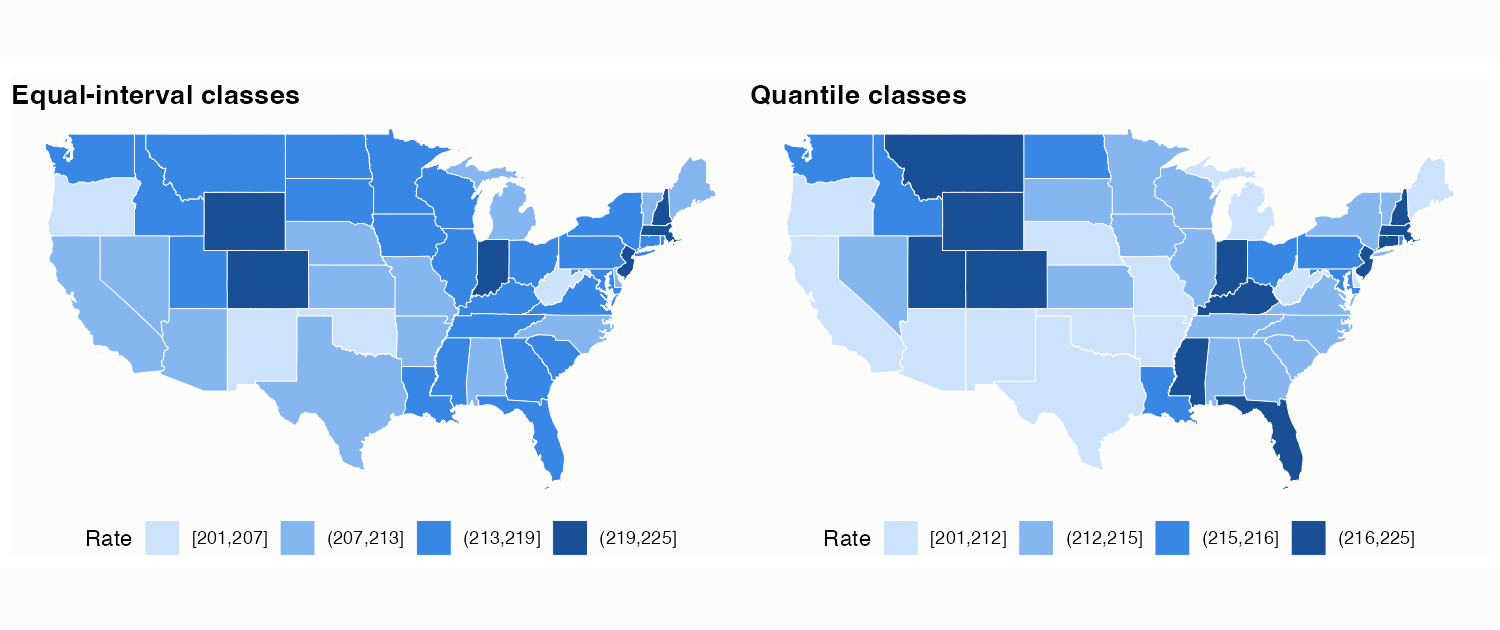 Equal-interval classes
Rate [201,207] (207,213] (213,219] (219,225]
Quantile classes
Rate [201,212] (212,215] (215,216] (216,225]